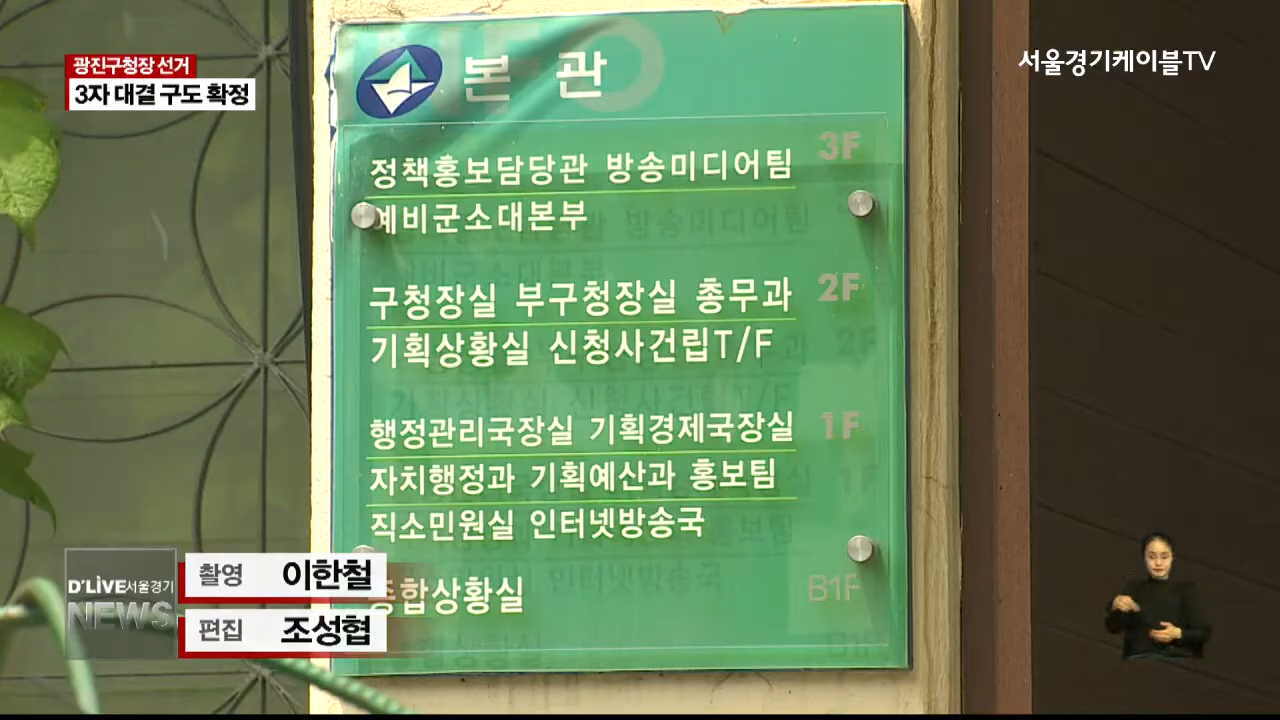 광진구청장 선거
3자 대결 구도 확정
서울경기케이블TV
본관
3F
정책홍보담당관 방송미디어팀
예비군소대본부
2F
구청장실 부구청장실 총무과
기획상황실 신청사건립T/F
1F
행정관리국장실 기획경제국장실
자치행정과 기획예산과 홍보팀
직소민원실 인터넷방송국
종합상황실 B1F
D'LIVE서울경기
NEWS
촬영 이한철
편집 조성협